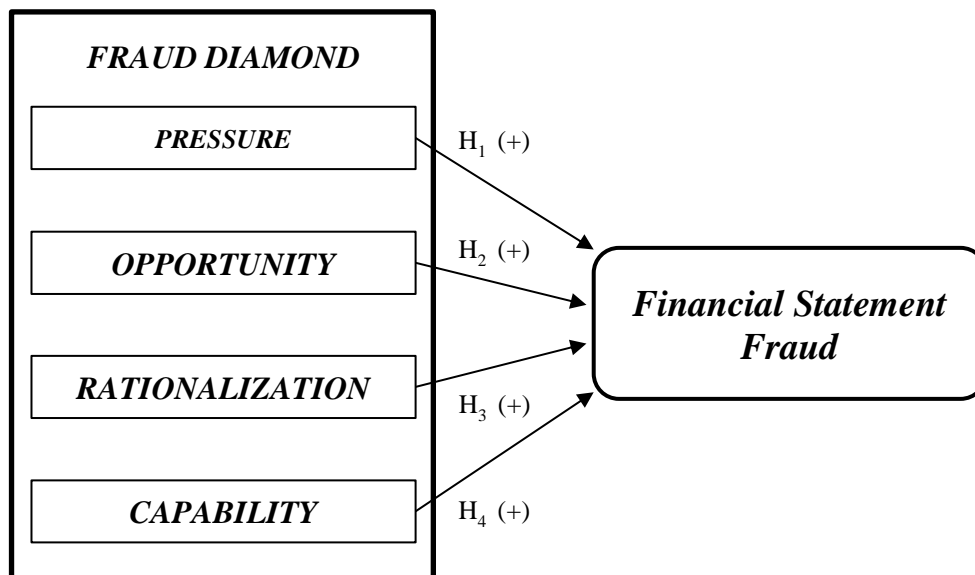 FRAUD DIAMOND
PRESSURE
H₁ (+)
OPPORTUNITY
H₂ (+)
Financial Statement
Fraud
RATIONALIZATION
H₃ (+)
CAPABILITY
H₄ (+)